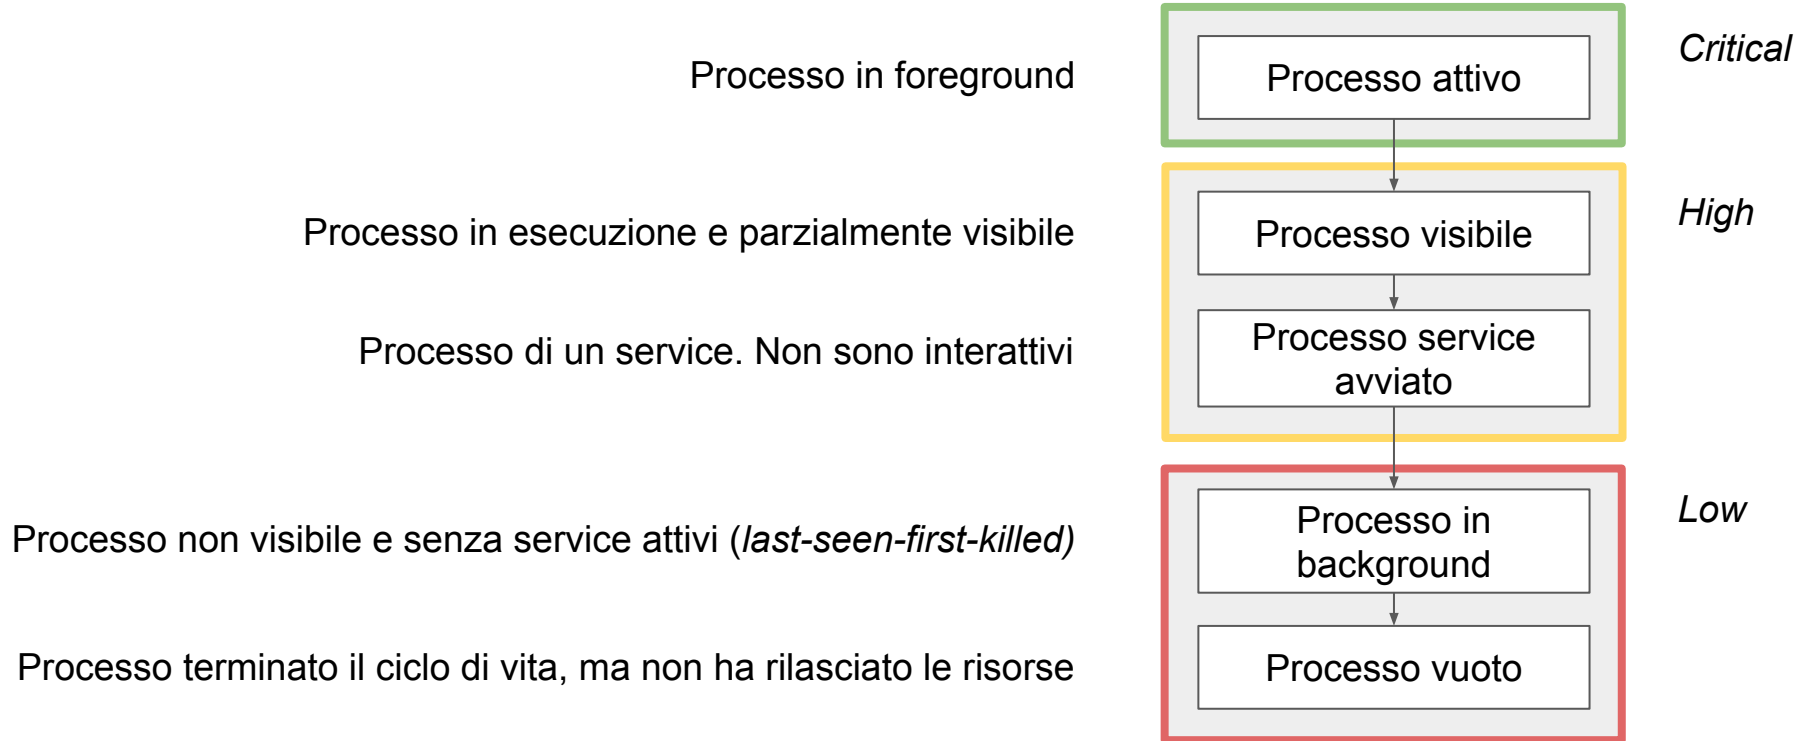 Processo in foreground
Processo attivo
Critical
Processo in esecuzione e parzialmente visibile
Processo visibile
High
Processo di un service. Non sono interattivi
Processo service
avviato
Processo non visibile e senza service attivi (last-seen-first-killed)
Processo in
background
Low
Processo terminato il ciclo di vita, ma non ha rilasciato le risorse
Processo vuoto